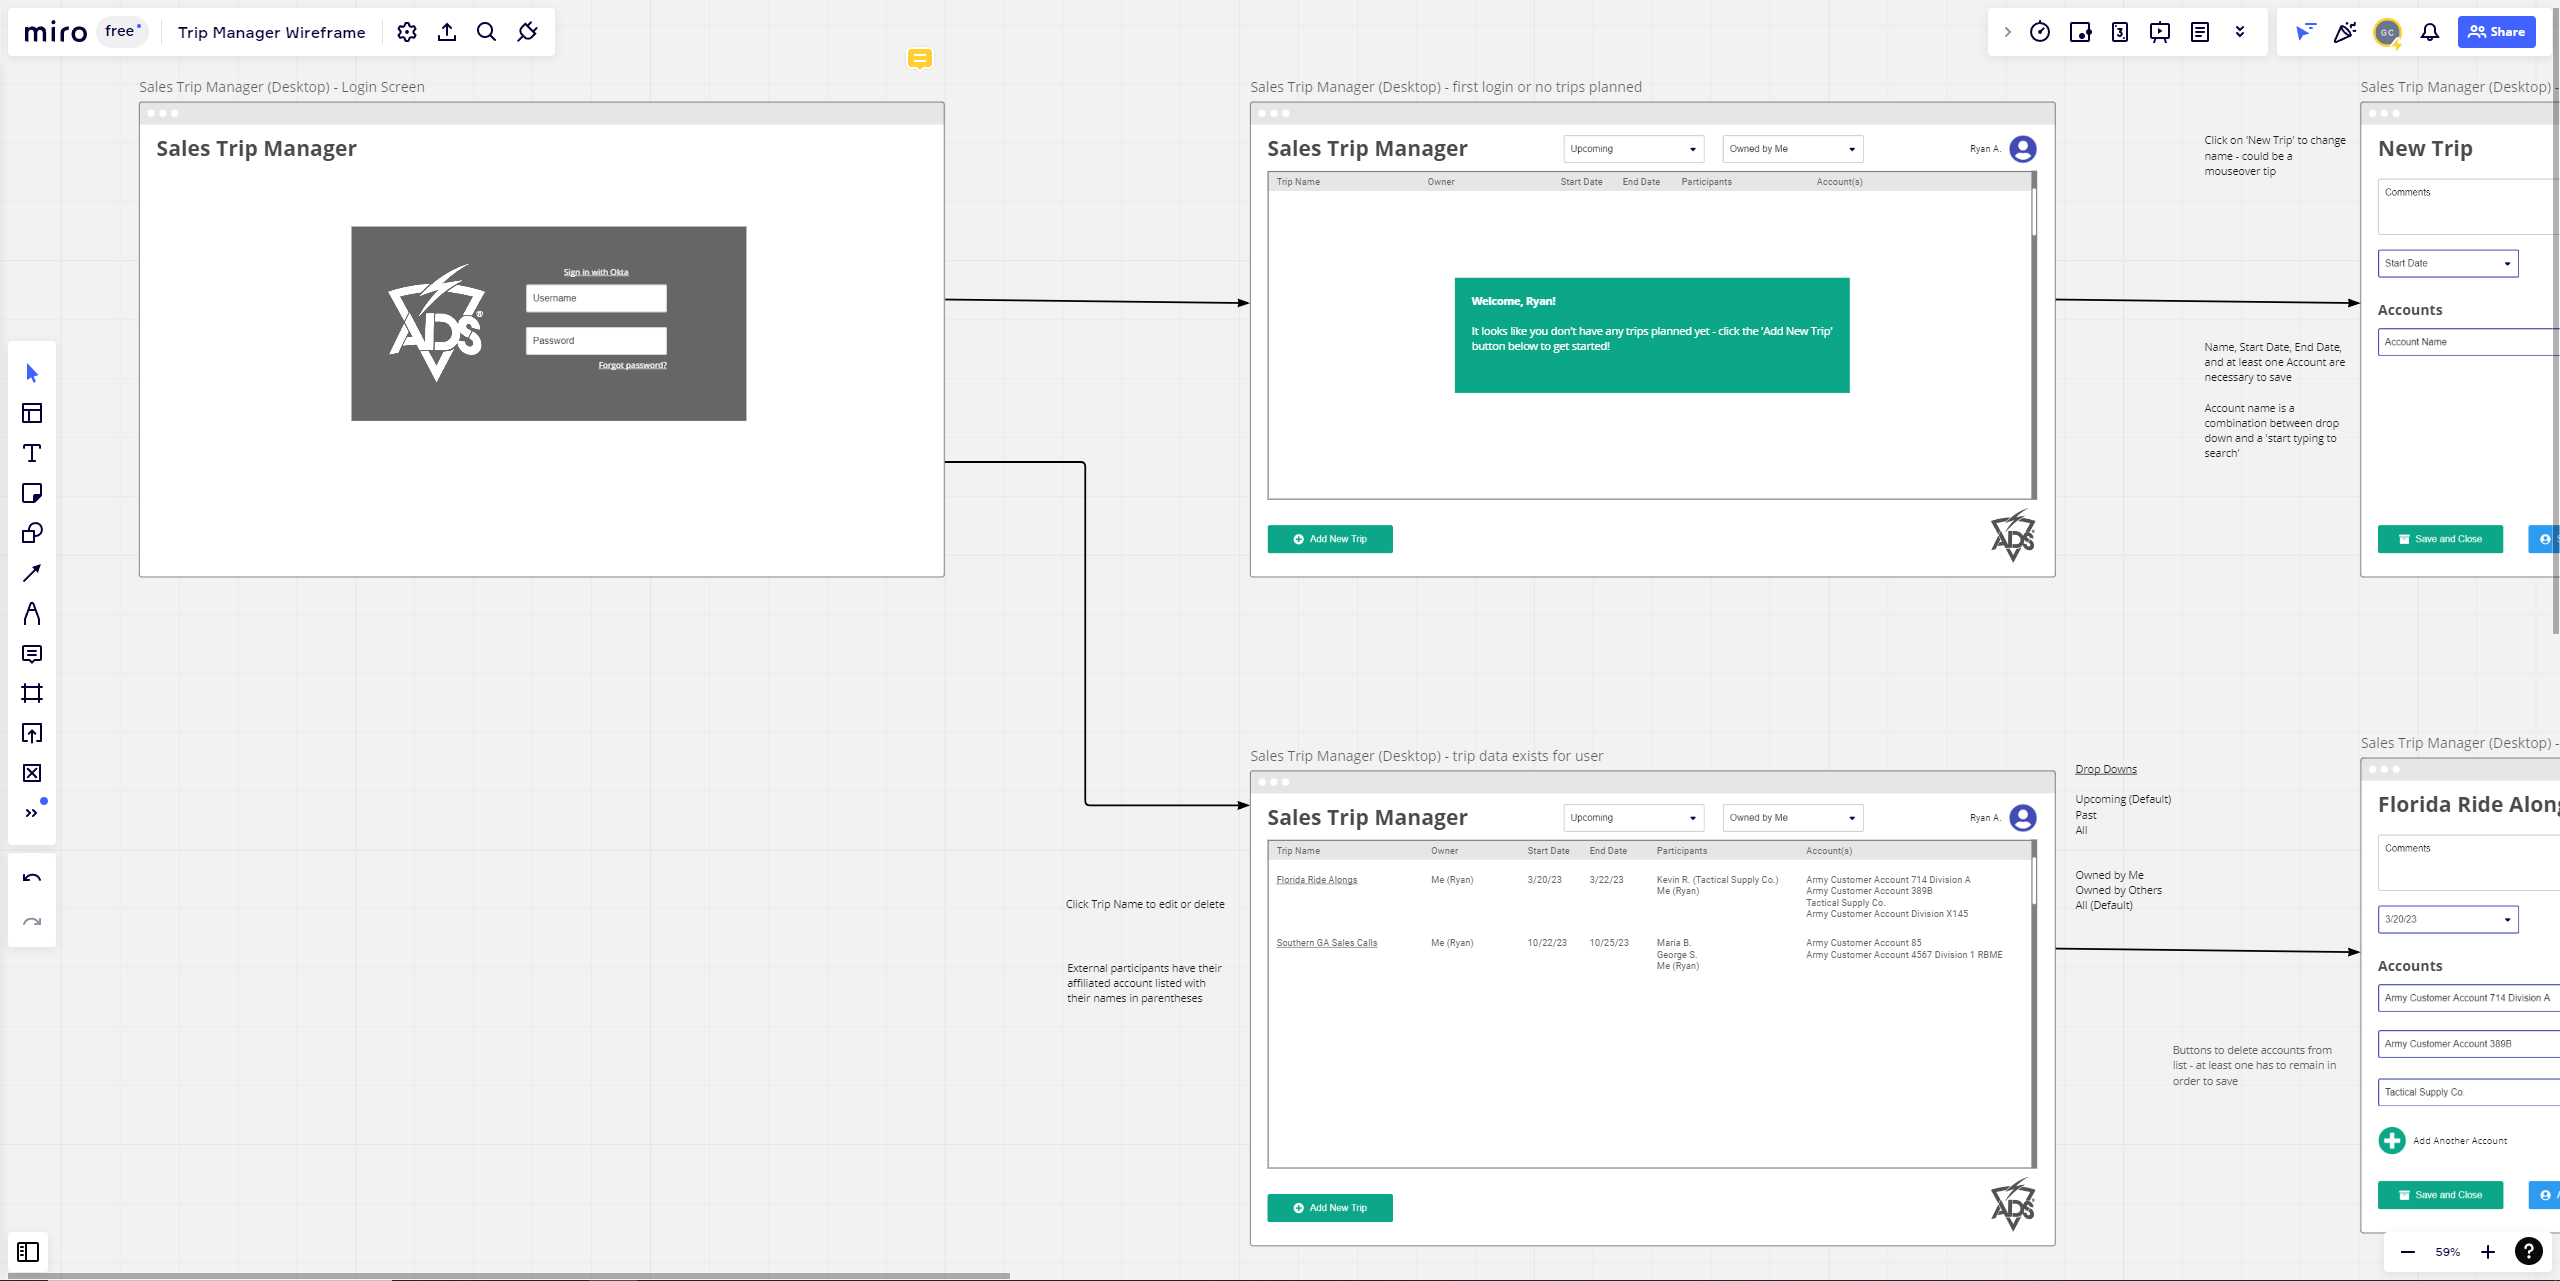 miro
free
Trip Manager Wireframe
GC
Share
Sales Trip Manager (Desktop) - Login Screen
Sales Trip Manager
ADS®
Sign in with Okta
Username
Password
Forgot password?
Sales Trip Manager (Desktop) - first login or no trips planned
Sales Trip Manager
Upcoming
Owned by Me
Ryan A.
Trip Name Owner Start Date End Date Participants Account(s)
Welcome, Ryan!
It looks like you don't have any trips planned yet - click the 'Add New Trip'
button below to get started!
Add New Trip
ADS
Click on 'New Trip' to change
name - could be a
mouseover tip
Name, Start Date, End Date,
and at least one Account are
necessary to save
Account name is a
combination between drop
down and a 'start typing to
search'
Sales Trip Manager (Desktop) -
New Trip
Comments
Start Date
Accounts
Account Name
Save and Close
Sales Trip Manager (Desktop) - trip data exists for user
Sales Trip Manager
Upcoming
Owned by Me
Ryan A.
Trip Name Owner Start Date End Date Participants Account(s)
Florida Ride Alongs Me (Ryan) 3/20/23 3/22/23 Kevin R. (Tactical Supply Co.) Army Customer Account 714 Division A
Me (Ryan) Army Customer Account 389B
Tactical Supply Co.
Army Customer Account Division X145
Southern GA Sales Calls Me (Ryan) 10/22/23 10/25/23 Maria B. Army Customer Account 85
George S. Army Customer Account 4567 Division 1 RBME
Me (Ryan)
Add New Trip
ADS
Click Trip Name to edit or delete
External participants have their
affiliated account listed with
their names in parentheses
Drop Downs
Upcoming (Default)
Past
All
Owned by Me
Owned by Others
All (Default)
Buttons to delete accounts from
list - at least one has to remain in
order to save
Sales Trip Manager (Desktop) -
Florida Ride Along
Comments
3/20/23
Accounts
Army Customer Account 714 Division A
Army Customer Account 389B
Tactical Supply Co.
Add Another Account
Save and Close
59%